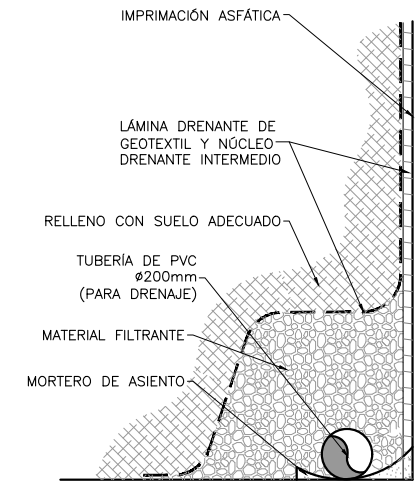 IMPRIMACIÓN ASFÁTICA
LÁMINA DRENANTE DE
GEOTEXTIL Y NÚCLEO
DRENANTE INTERMEDIO
RELLENO CON SUELO ADECUADO
TUBERÍA DE PVC
ø200mm
(PARA DRENAJE)
MATERIAL FILTRANTE
MORTERO DE ASIENTO